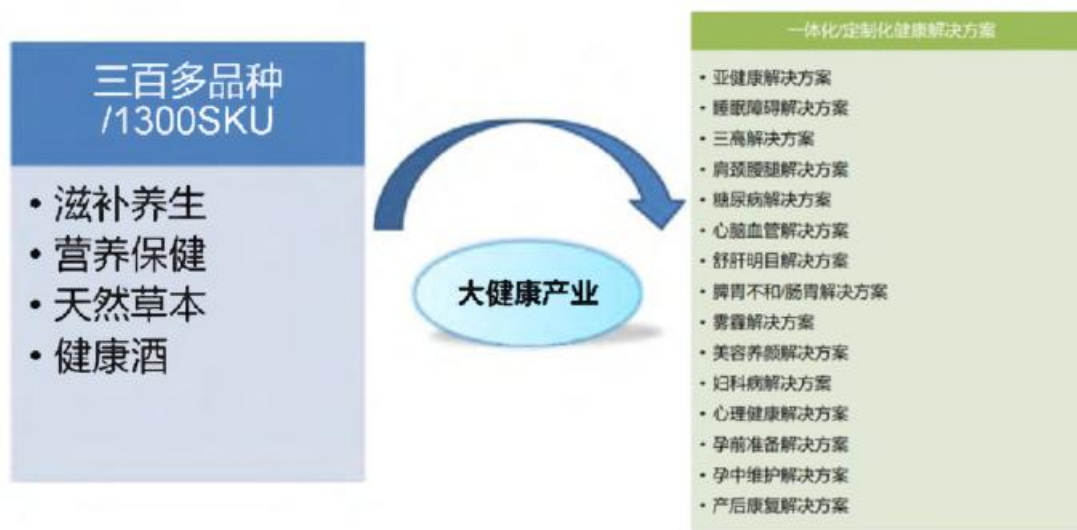 三百多品种
/1300SKU
• 滋补养生
• 营养保健
• 天然草本
• 健康酒
大健康产业
一体化/定制化健康解决方案
• 亚健康解决方案
• 睡眠障碍解决方案
• 三高解决方案
• 肩颈腰腿解决方案
• 糖尿病解决方案
• 心脑血管解决方案
• 舒肝明目解决方案
• 脾胃不和/肠胃解决方案
• 雾霾解决方案
• 美容养颜解决方案
• 妇科病解决方案
• 心理健康解决方案
• 孕前准备解决方案
• 孕中维护解决方案
• 产后康复解决方案